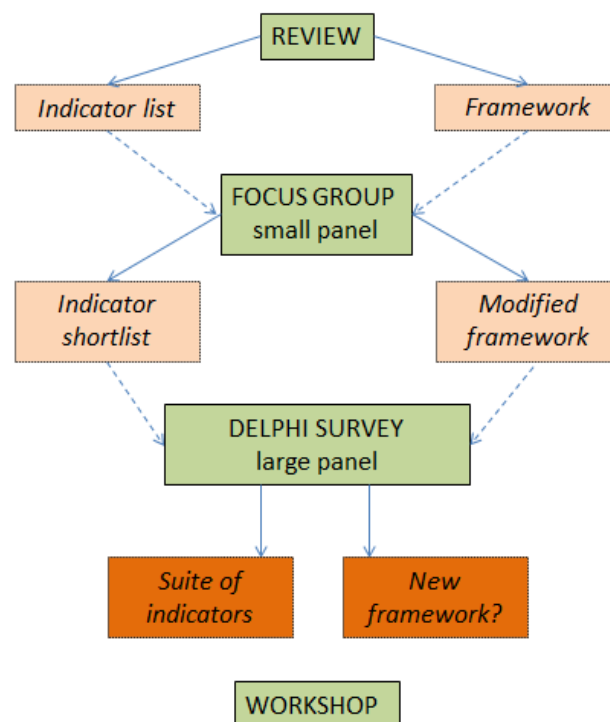 REVIEW
Indicator list
Framework
FOCUS GROUP
small panel
Indicator
shortlist
Modified
framework
DELPHI SURVEY
large panel
Suite of
indicators
New
framework?
WORKSHOP